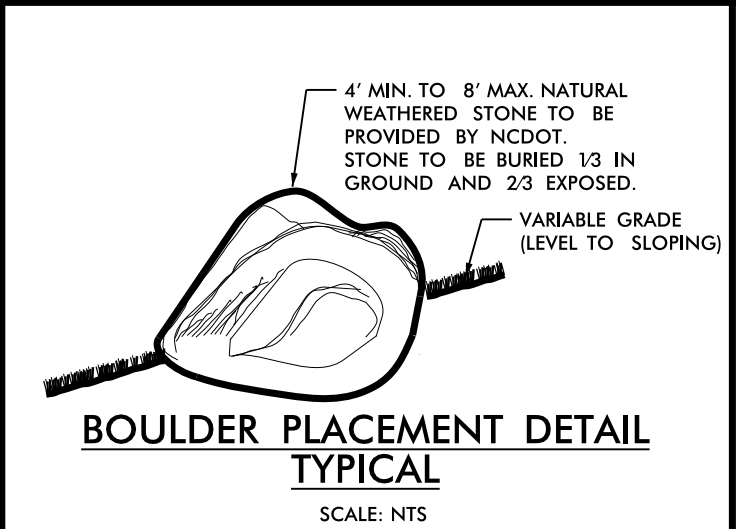 4' MIN. TO 8' MAX. NATURAL
WEATHERED STONE TO BE
PROVIDED BY NCDOT.
STONE TO BE BURIED 1/3 IN
GROUND AND 2/3 EXPOSED.
VARIABLE GRADE
(LEVEL TO SLOPING)
BOULDER PLACEMENT DETAIL
TYPICAL
SCALE: NTS